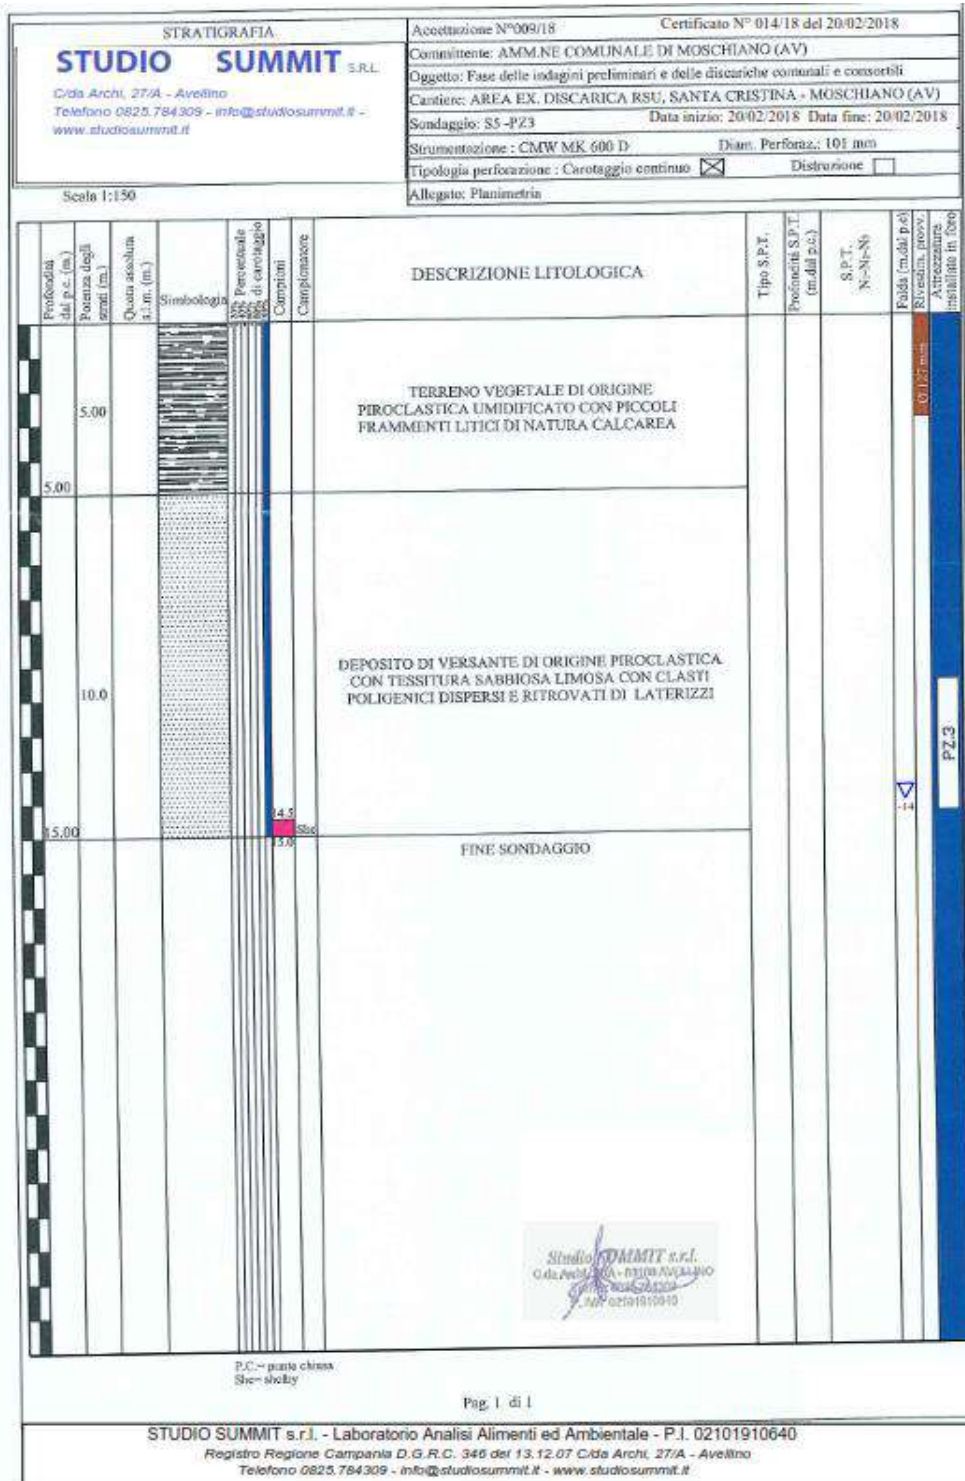 STRATIGRAFIA
STUDIO SUMMIT S.R.L.
C/da Archi, 27/A - Avellino
Telefono 0825.784309 - info@studiosummit.it -
www.studiosummit.it
Scala 1:150
Accettazione N°009/18 Certificato N° 014/18 del 20/02/2018
Committente: AMM.NE COMUNALE DI MOSCHIANO (AV)
Oggetto: Fase delle indagini preliminari e delle discariche comunali e consortili
Cantiere: AREA EX. DISCARICA RSU, SANTA CRISTINA - MOSCHIANO (AV)
Sondaggio: S5 -PZ3 Data inizio: 20/02/2018 Data fine: 20/02/2018
Strumentazione : CMW MK 600 D Diam. Perforaz.: 101 mm
Tipologia perforazione : Carotaggio continuo Distruzione
Allegato: Planimetria
Profondità
dal p.c. (m.)
Potenza degli
strati (m.)
Quota assoluta
s.l.m. (m.)
Simbologia
Percentuale
di carotaggio
Campioni
Campionatore
DESCRIZIONE LITOLOGICA
Tipo S.P.T.
Profondità S.P.T.
(m.dal p.c.)
S.P.T.
N1-N2-N3
Falda (m.dal p.c)
Rivestim. provv.
Attrezzatura
installata in foro
Ø 127 mm
TERRENO VEGETALE DI ORIGINE
PIROCLASTICA UMIDIFICATO CON PICCOLI
FRAMMENTI LITICI DI NATURA CALCAREA
5.00
5.00
DEPOSITO DI VERSANTE DI ORIGINE PIROCLASTICA
CON TESSITURA SABBIOSA LIMOSA CON CLASTI
POLIGENICI DISPERSI E RITROVATI DI LATERIZZI
10.0
PZ.3
-14
14.5
She
15.00
15.0
FINE SONDAGGIO
Studio SUMMIT s.r.l.
P.C.= punta chiusa
She= shelby
Pag. 1 di 1
STUDIO SUMMIT s.r.l. - Laboratorio Analisi Alimenti ed Ambientale - P.I. 02101910640
Registro Regione Campania D.G.R.C. 346 del 13.12.07 C/da Archi, 27/A - Avellino
Telefono 0825.784309 - info@studiosummit.it - www.studiosummit.it